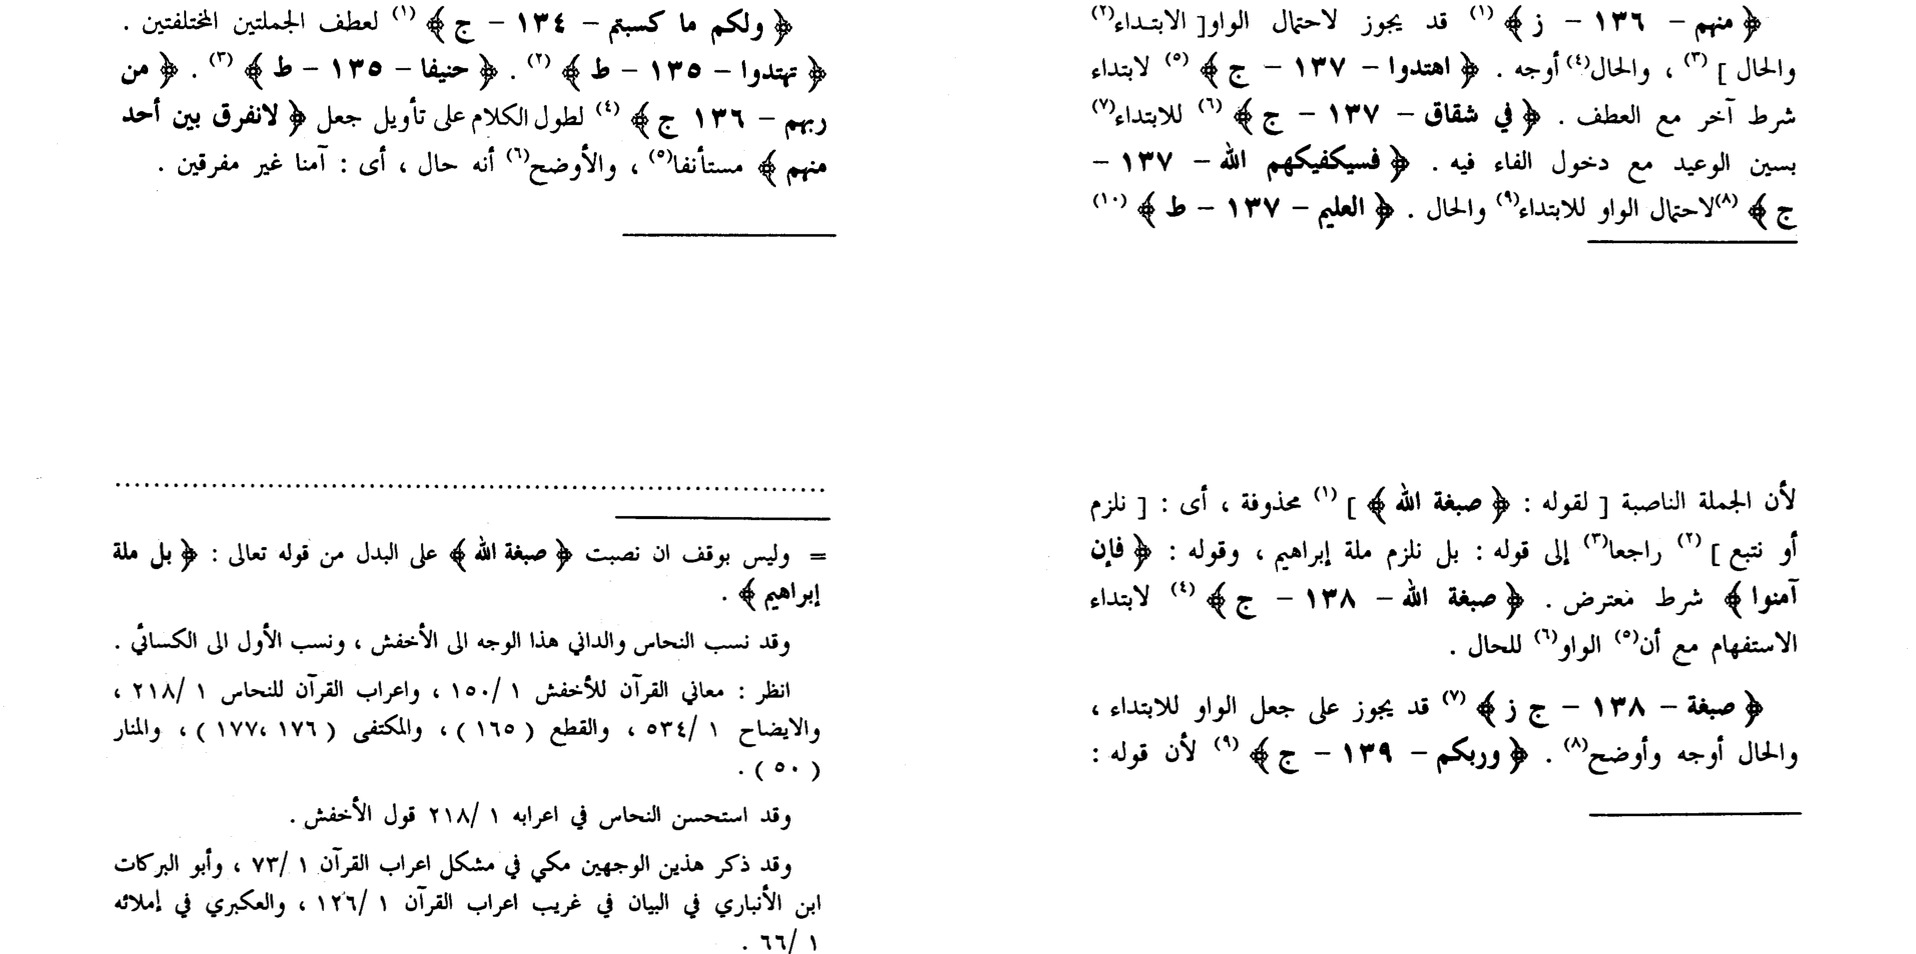 ﴿ ولكم ما كسبتم – ١٣٤ – ج ﴾ (١) لعطف الجملتين المختلفتين .
﴿ تهتدوا – ١٣٥ – ط ﴾ (٢) . ﴿ حنيفا – ١٣٥ – ط ﴾ (٣) . ﴿ من
ربهم – ١٣٦ ج ﴾ (٤) لطول الكلام على تأويل جعل ﴿ لانفرق بين أحد
منهم ﴾ مستأنفا(٥) ، والأوضح(٦) أنه حال ، أى : آمنا غير مفرقين .
﴿ منهم – ١٣٦ – ز ﴾ (١) قد يجوز لاحتمال الواو[ الابتداء(٢)
والحال ] (٣) ، والحال(٤) أوجه . ﴿ اهتدوا – ١٣٧ – ج ﴾ (٥) لابتداء
شرط آخر مع العطف . ﴿ في شقاق – ١٣٧ – ج ﴾ (٦) للابتداء(٧)
بسين الوعيد مع دخول الفاء فيه . ﴿ فسيكفيكهم الله – ١٣٧ –
ج ﴾ (٨)لاحتمال الواو للابتداء(٩) والحال . ﴿ العليم – ١٣٧ – ط ﴾ (١٠)
................................................................
= وليس بوقف ان نصبت ﴿ صبغة الله ﴾ على البدل من قوله تعالى : ﴿ بل ملة
إبراهيم ﴾ .
وقد نسب النحاس والداني هذا الوجه الى الأخفش ، ونسب الأول الى الكسائي .
انظر : معاني القرآن للأخفش ١ /١٥٠ ، واعراب القرآن للنحاس ١ /٢١٨ ،
والايضاح ١ /٥٣٤ ، والقطع ( ١٦٥ ) ، والمكتفى ( ١٧٦ ،١٧٧ ) ، والمنار
( ٥٠ ) .
وقد استحسن النحاس في اعرابه ١ /٢١٨ قول الأخفش .
وقد ذكر هذين الوجهين مكي في مشكل اعراب القرآن ١ /٧٣ ، وأبو البركات
ابن الأنباري في البيان في غريب اعراب القرآن ١ /١٢٦ ، والعكبري في إملائه
١ /٦٦ .
لأن الجملة الناصبة [ لقوله : ﴿ صبغة الله ﴾ ] (١) محذوفة ، أى : [ نلزم
أو نتبع ] (٢) راجعا(٣) إلى قوله : بل نلزم ملة إبراهيم ، وقوله : ﴿ فإن
آمنوا ﴾ شرط معترض . ﴿ صبغة الله – ١٣٨ – ج ﴾ (٤) لابتداء
الاستفهام مع أن(٥) الواو(٦) للحال .
﴿ صبغة – ١٣٨ – ج ز ﴾ (٧) قد يجوز على جعل الواو للابتداء ،
والحال أوجه وأوضح(٨) . ﴿ وربكم – ١٣٩ – ج ﴾ (٩) لأن قوله :